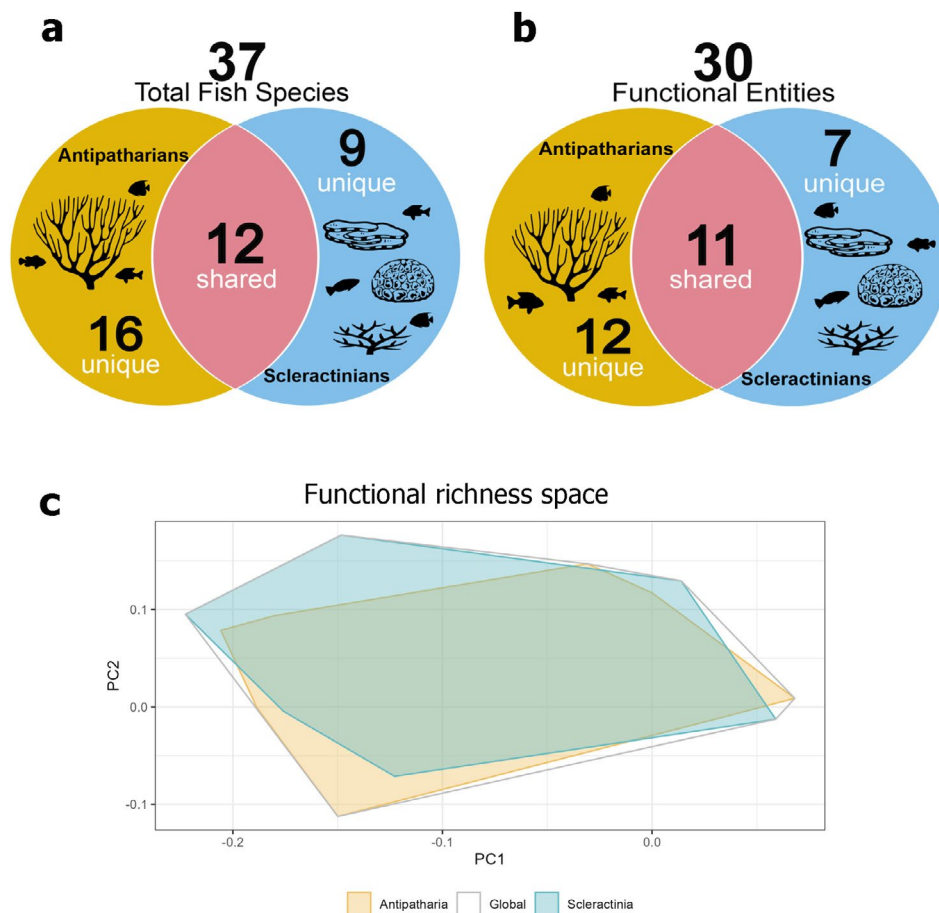 a
37
Total Fish Species
Antipatharians
9
unique
12
shared
16
unique
Scleractinians
b
30
Functional Entities
Antipatharians
7
unique
11
shared
12
unique
Scleractinians
c
Functional richness space
PC2
0.1
0.0
-0.1
-0.2
-0.1
0.0
PC1
Antipatharia
Global
Scleractinia